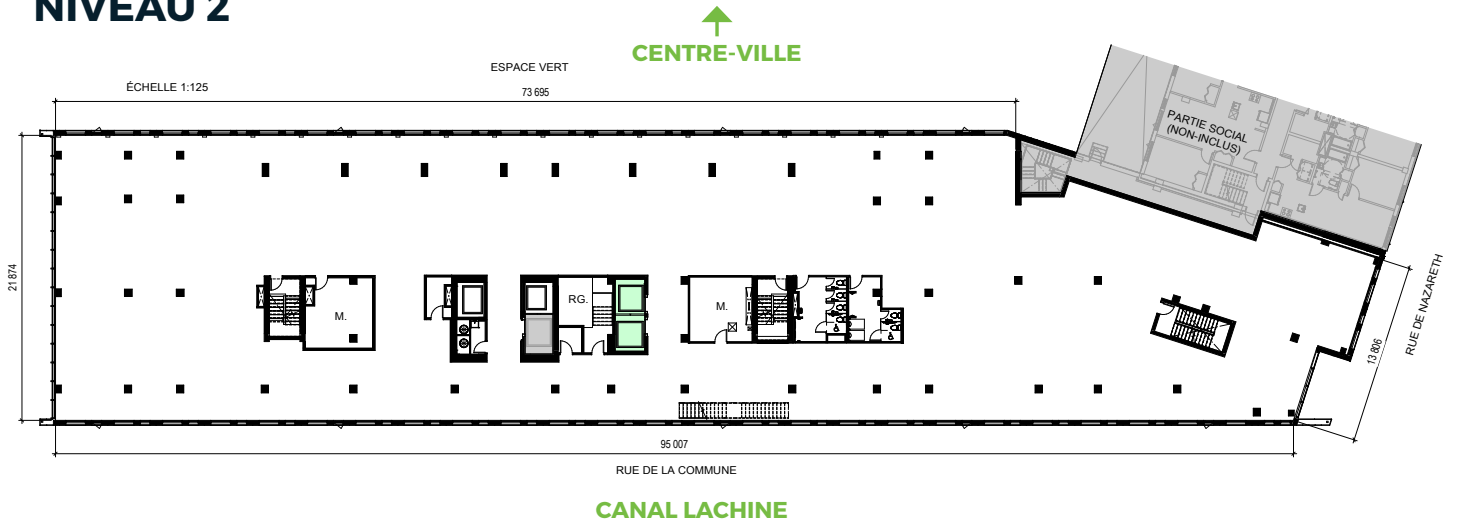 NIVEAU 2
CENTRE-VILLE
ESPACE VERT
ÉCHELLE 1:125
73 695
PARTIE SOCIAL
(NON-INCLUS)
21 874
M.
RG.
M.
RUE DE NAZARETH
13 806
95 007
RUE DE LA COMMUNE
CANAL LACHINE